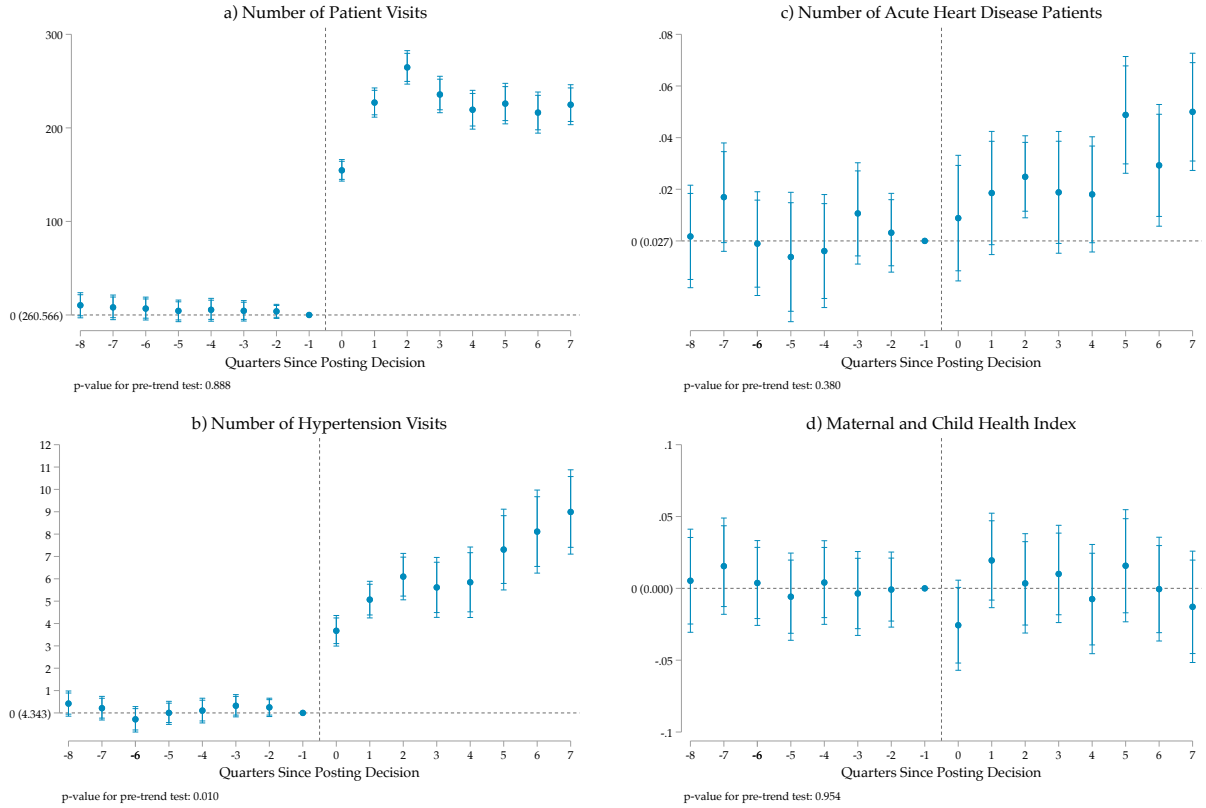 a) Number of Patient Visits
300
200
100
0 (260.566)
-8 -7 -6 -5 -4 -3 -2 -1 0 1 2 3 4 5 6 7
Quarters Since Posting Decision
p-value for pre-trend test: 0.888
c) Number of Acute Heart Disease Patients
.08
.06
.04
.02
0 (0.027)
-8 -7 -6 -5 -4 -3 -2 -1 0 1 2 3 4 5 6 7
Quarters Since Posting Decision
p-value for pre-trend test: 0.380
b) Number of Hypertension Visits
12
11
10
9
8
7
6
5
4
3
2
1
0 (4.343)
-8 -7 -6 -5 -4 -3 -2 -1 0 1 2 3 4 5 6 7
Quarters Since Posting Decision
p-value for pre-trend test: 0.010
d) Maternal and Child Health Index
.1
.05
0 (0.000)
-.05
-.1
-8 -7 -6 -5 -4 -3 -2 -1 0 1 2 3 4 5 6 7
Quarters Since Posting Decision
p-value for pre-trend test: 0.954